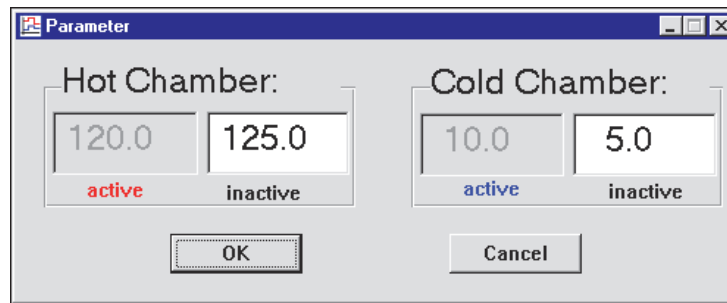 Parameter
Hot Chamber:
Cold Chamber:
120.0 125.0 10.0 5.0
active inactive active inactive
OK Cancel